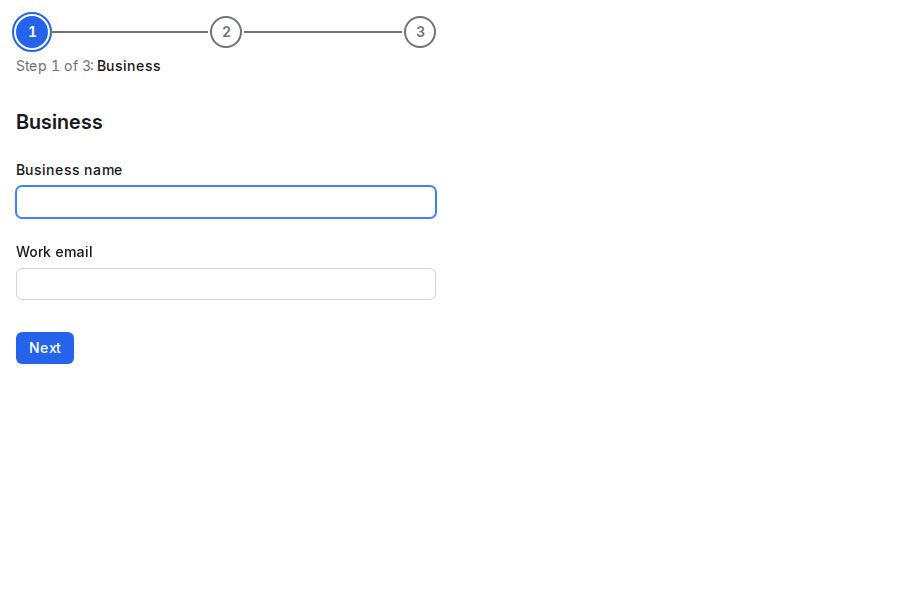 1 2 3
Step 1 of 3: Business
Business
Business name
Work email
Next